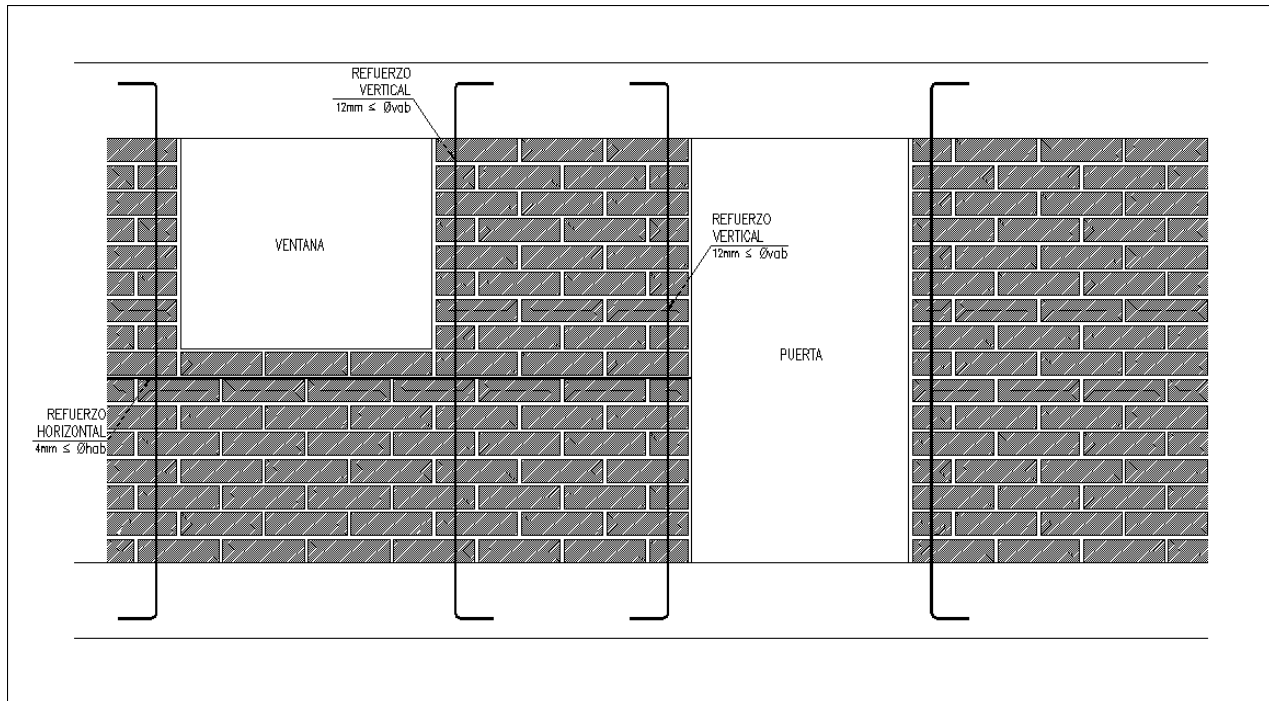 REFUERZO
VERTICAL
12mm ≤ Øvab
VENTANA
REFUERZO
VERTICAL
12mm ≤ Øvab
PUERTA
REFUERZO
HORIZONTAL
4mm ≤ Øhab